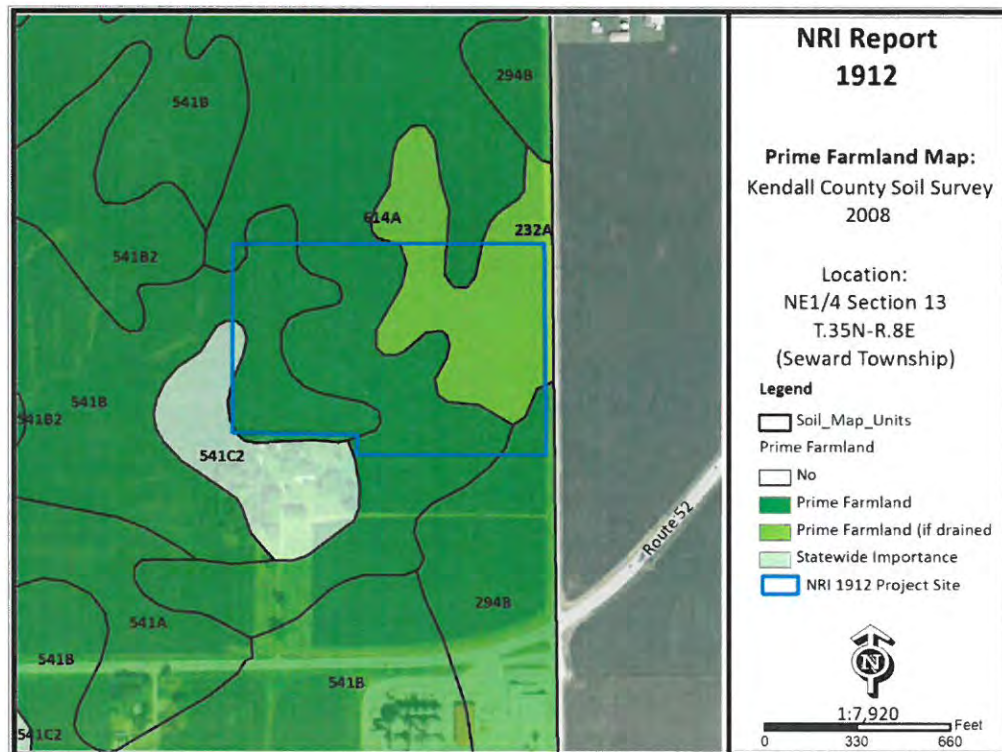 294B
541B
614A
232A
541B2
541B
541B2
541C2
Route 52
294B
541A
541B
541B
541C2
NRI Report
1912
Prime Farmland Map:
Kendall County Soil Survey
2008
Location:
NE1/4 Section 13
T.35N-R.8E
(Seward Township)
Legend
Soil_Map_Units
Prime Farmland
No
Prime Farmland
Prime Farmland (if drained
Statewide Importance
NRI 1912 Project Site
N
1:7,920
Feet
0 330 660